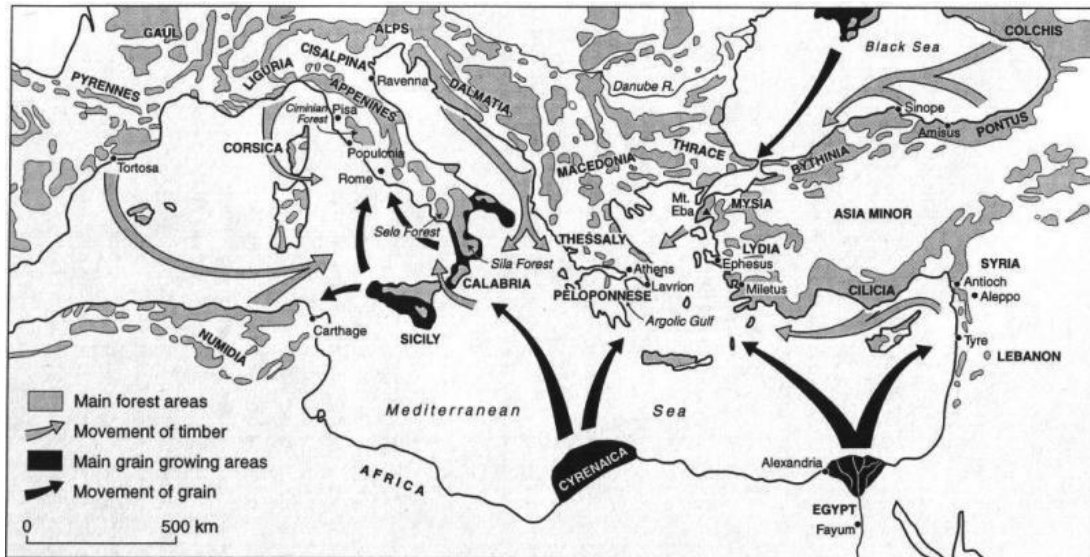 GAUL
ALPS
COLCHIS
CISALPINA
LIGURIA
Black Sea
Ravenna
PYRENNES
DALMATIA
Danube R.
APPENINES
Ciminian
Forest
Pisa
Sinope
Amisus
PONTUS
CORSICA
Populonia
THRACE
BYTHINIA
MACEDONIA
Tortosa
Rome
Mt.
Eba
MYSIA
ASIA MINOR
Sele Forest
Sila Forest
THESSALY
LYDIA
Ephesus
SYRIA
Athens
Lavrion
Miletus
CILICIA
Antioch
Aleppo
CALABRIA
PELOPONNESE
Argolic Gulf
Carthage
NUMIDIA
SICILY
Tyre
LEBANON
Main forest areas
Movement of timber
Main grain growing areas
Movement of grain
0 500 km
Mediterranean Sea
AFRICA
CYRENAICA
Alexandria
EGYPT
Fayum